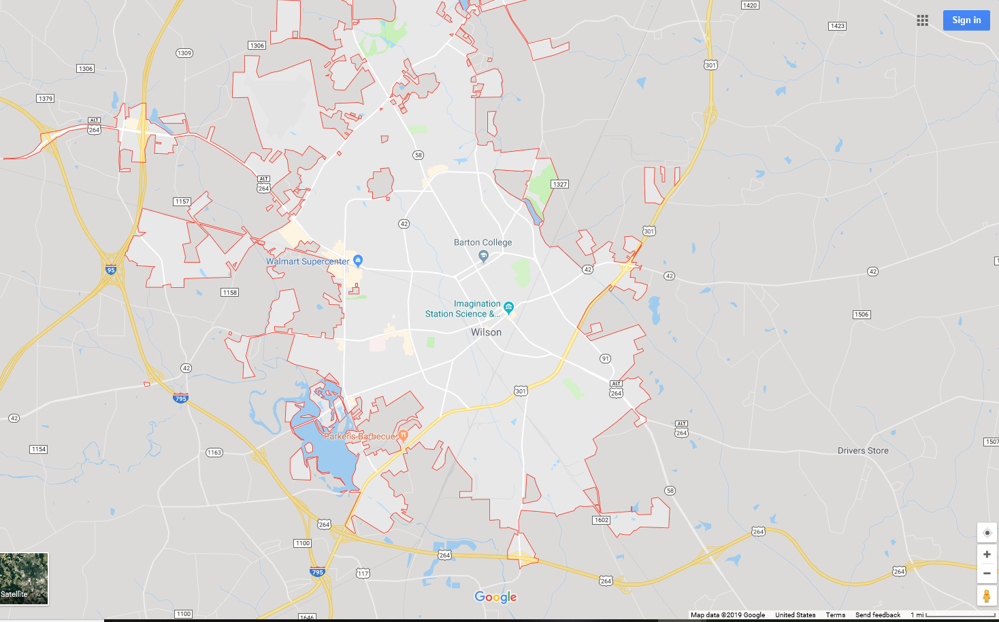 1420
1423
Sign in
1306
1309
301
1306
1379
ALT
264
58
1327
ALT
264
1157
42
301
Barton College
Walmart Supercenter
95
42
42
42
1158
Imagination
Station Science &...
1506
Wilson
91
42
ALT
264
301
795
42
ALT
264
Parker's Barbecue
1507
1154
1163
Drivers Store
58
1602
264
264
1100
264
264
795
117
264
Satellite
Google
1100
1646
Map data ©2019 Google United States Terms Send feedback 1 mi